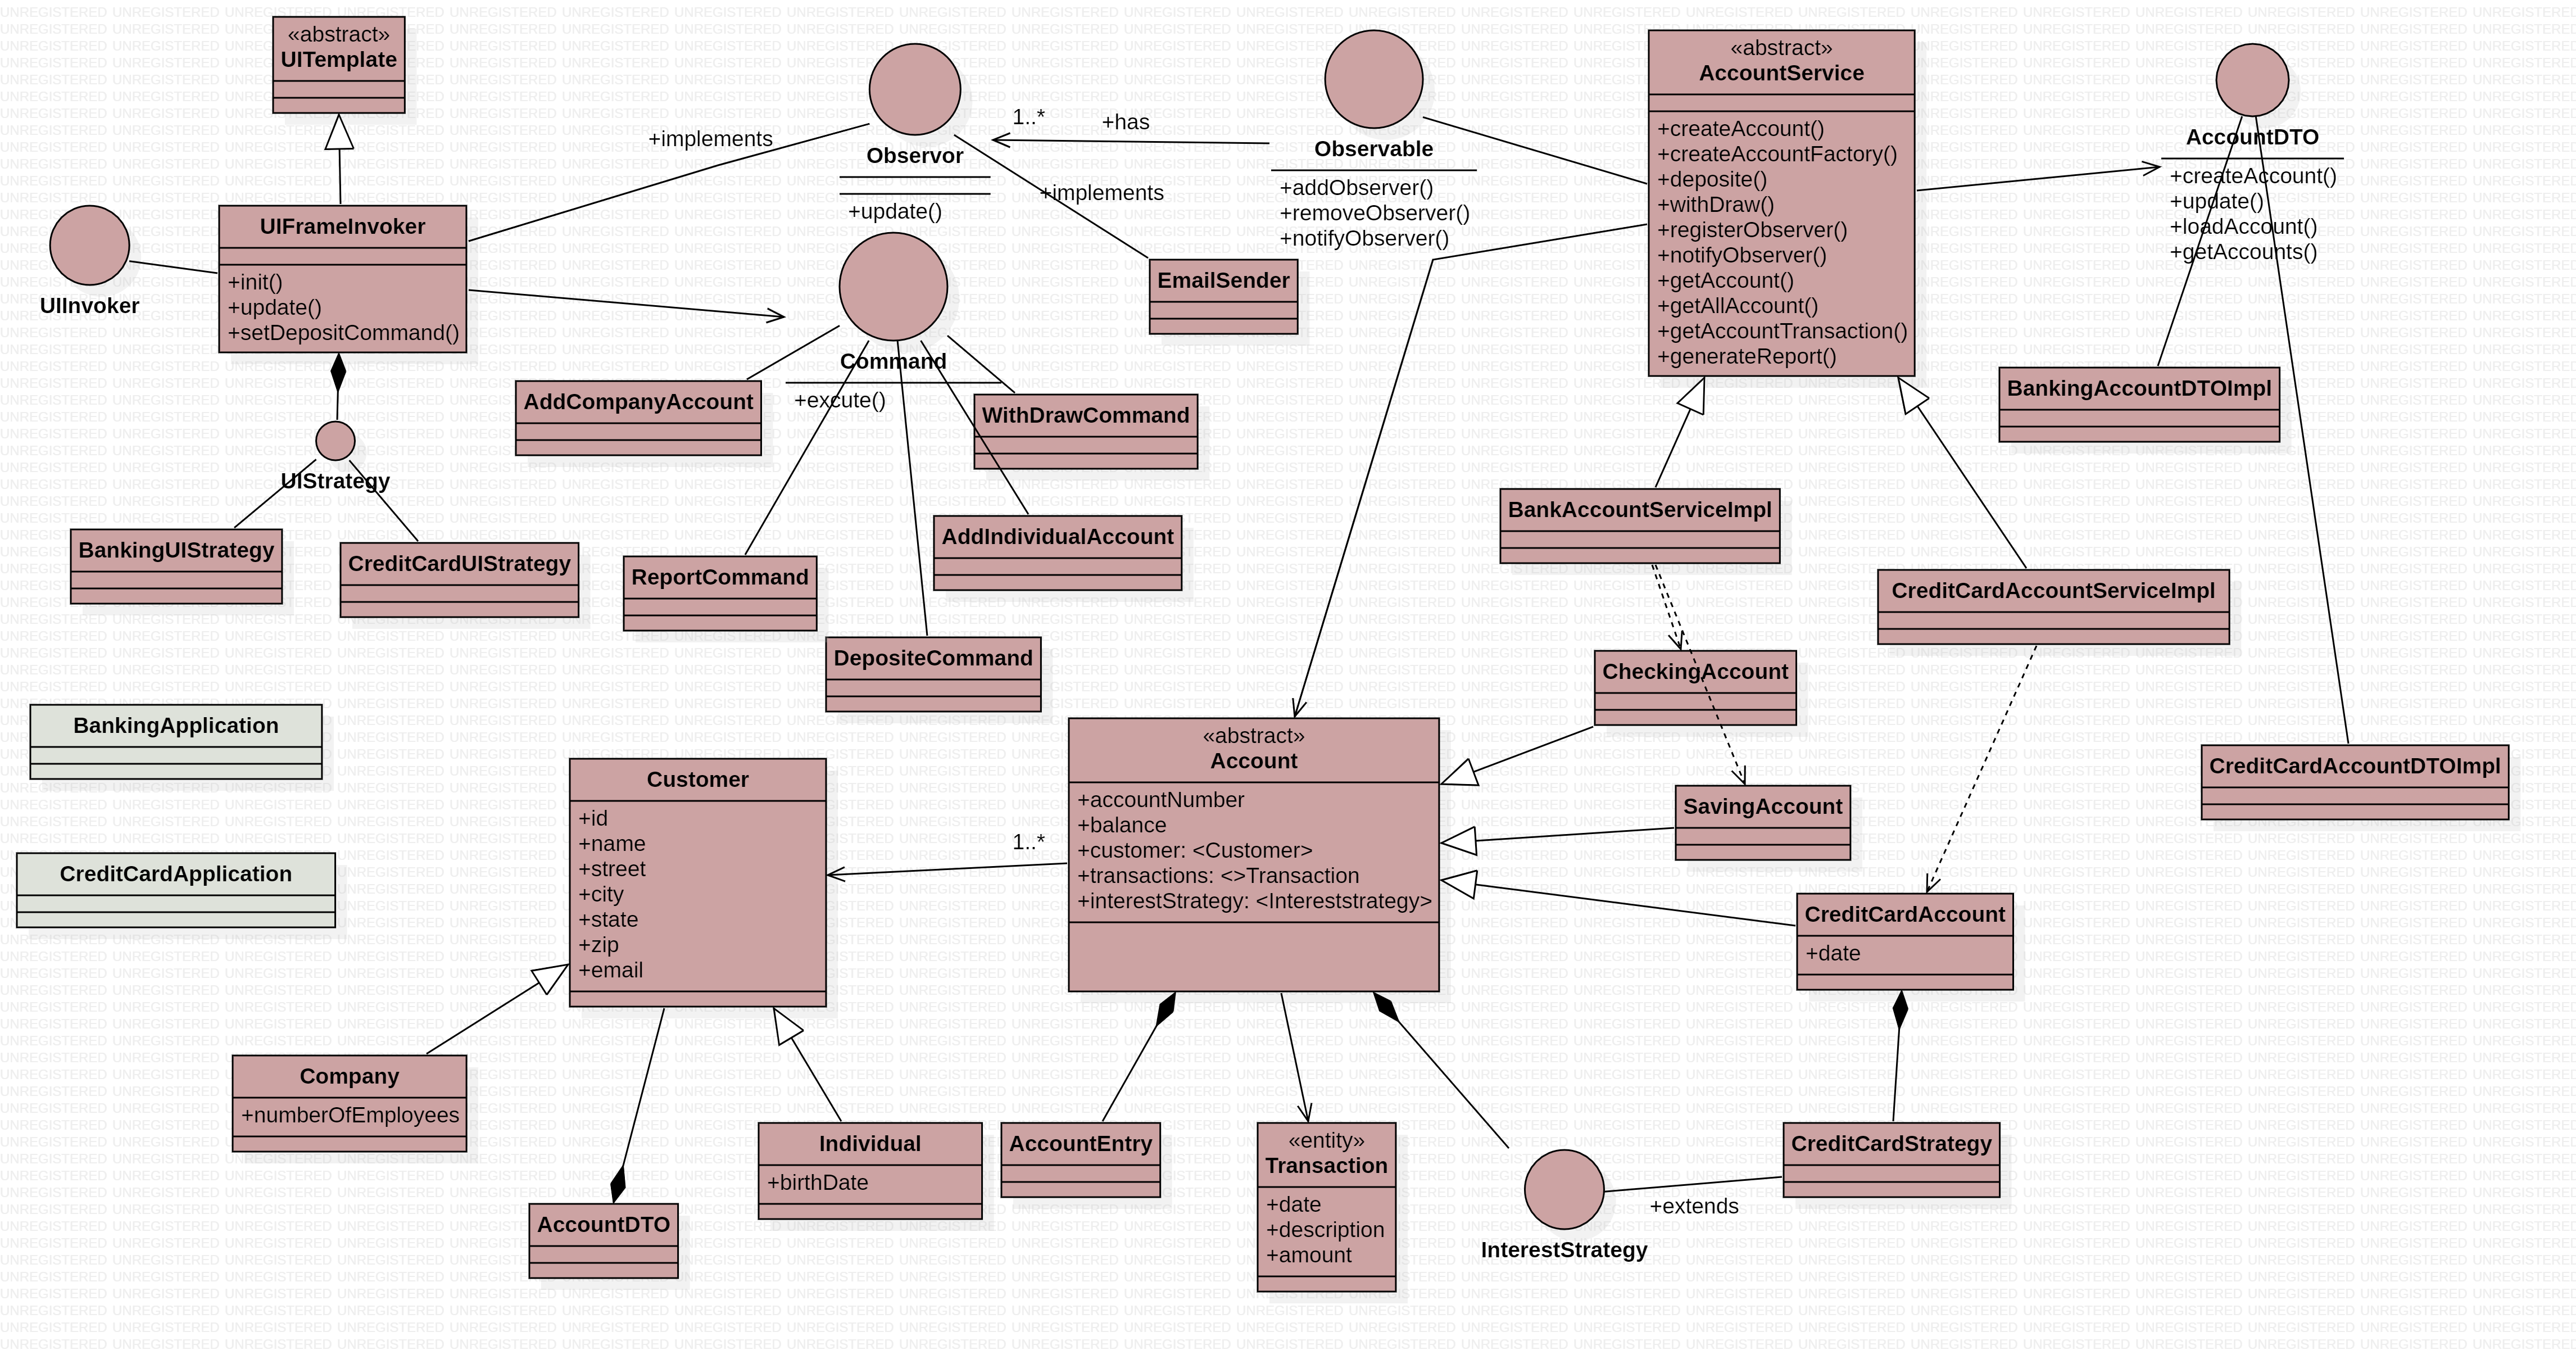 «abstract»
UITemplate
UIInvoker
UIFrameInvoker
+init()
+update()
+setDepositCommand()
+implements
Observor
+update()
1..*
+has
+implements
Observable
+addObserver()
+removeObserver()
+notifyObserver()
EmailSender
«abstract»
AccountService
+createAccount()
+createAccountFactory()
+deposite()
+withDraw()
+registerObserver()
+notifyObserver()
+getAccount()
+getAllAccount()
+getAccountTransaction()
+generateReport()
AccountDTO
+createAccount()
+update()
+loadAccount()
+getAccounts()
Command
+excute()
AddCompanyAccount
WithDrawCommand
BankingAccountDTOImpl
UIStrategy
BankingUIStrategy
CreditCardUIStrategy
ReportCommand
AddIndividualAccount
DepositeCommand
BankAccountServiceImpl
CreditCardAccountServiceImpl
CheckingAccount
SavingAccount
CreditCardAccountDTOImpl
BankingApplication
CreditCardApplication
Customer
+id
+name
+street
+city
+state
+zip
+email
1..*
«abstract»
Account
+accountNumber
+balance
+customer: <Customer>
+transactions: <>Transaction
+interestStrategy: <Intereststrategy>
CreditCardAccount
+date
Company
+numberOfEmployees
AccountDTO
Individual
+birthDate
AccountEntry
«entity»
Transaction
+date
+description
+amount
InterestStrategy
+extends
CreditCardStrategy
UNREGISTERED